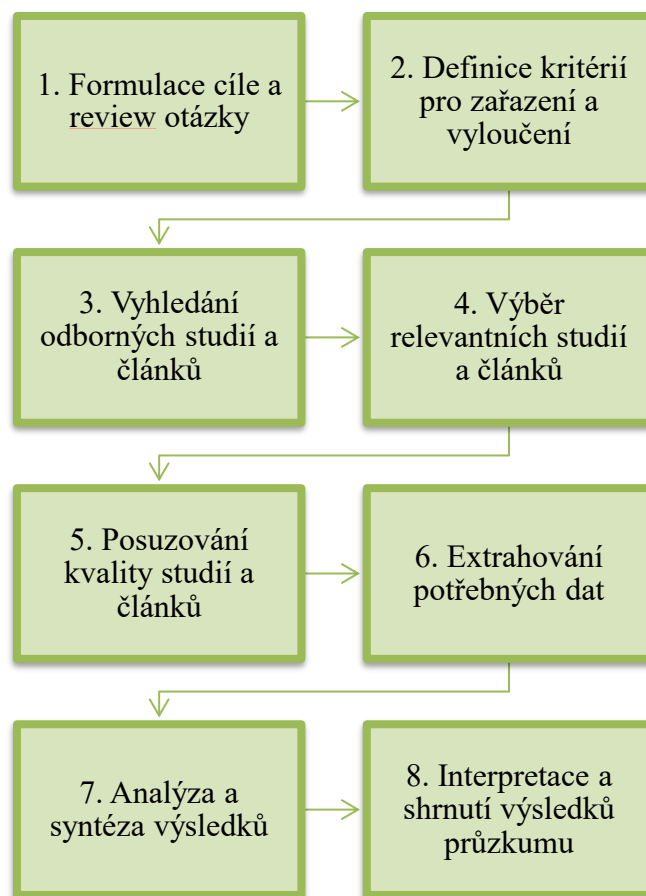 1. Formulace cíle a
review otázky
2. Definice kritérií
pro zařazení a
vyloučení
3. Vyhledání
odborných studií a
článků
4. Výběr
relevantních studií
a článků
5. Posuzování
kvality studií a
článků
6. Extrahování
potřebných dat
7. Analýza a
syntéza výsledků
8. Interpretace a
shrnutí výsledků
průzkumu